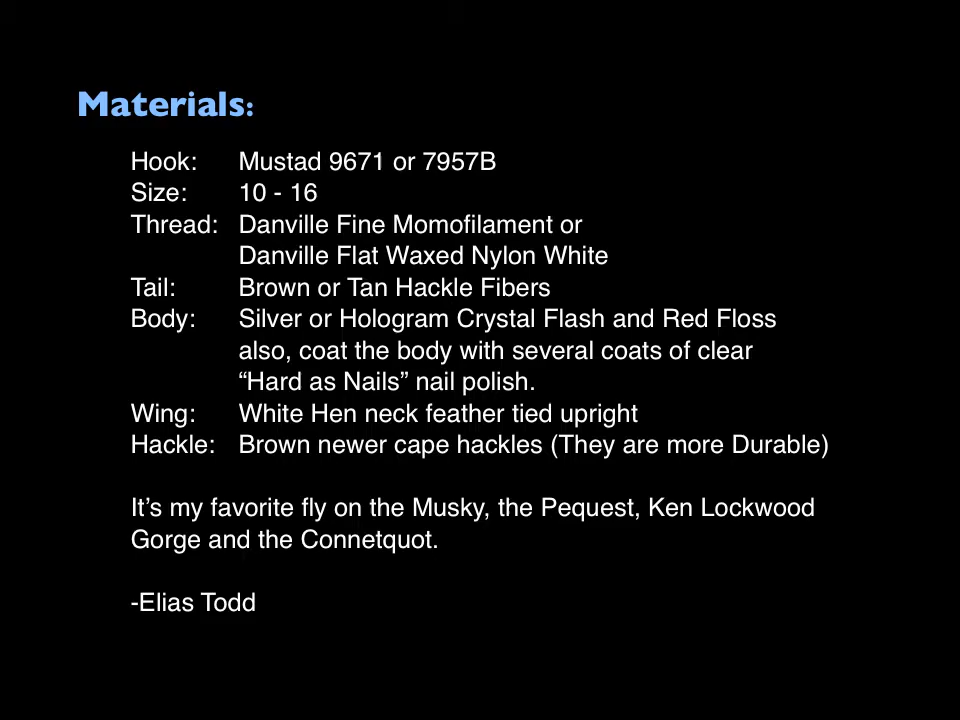 Materials:
Hook: Mustad 9671 or 7957B
Size: 10 - 16
Thread: Danville Fine Momofilament or
Danville Flat Waxed Nylon White
Tail: Brown or Tan Hackle Fibers
Body: Silver or Hologram Crystal Flash and Red Floss
also, coat the body with several coats of clear
“Hard as Nails” nail polish.
Wing: White Hen neck feather tied upright
Hackle: Brown newer cape hackles (They are more Durable)
It’s my favorite fly on the Musky, the Pequest, Ken Lockwood
Gorge and the Connetquot.
-Elias Todd